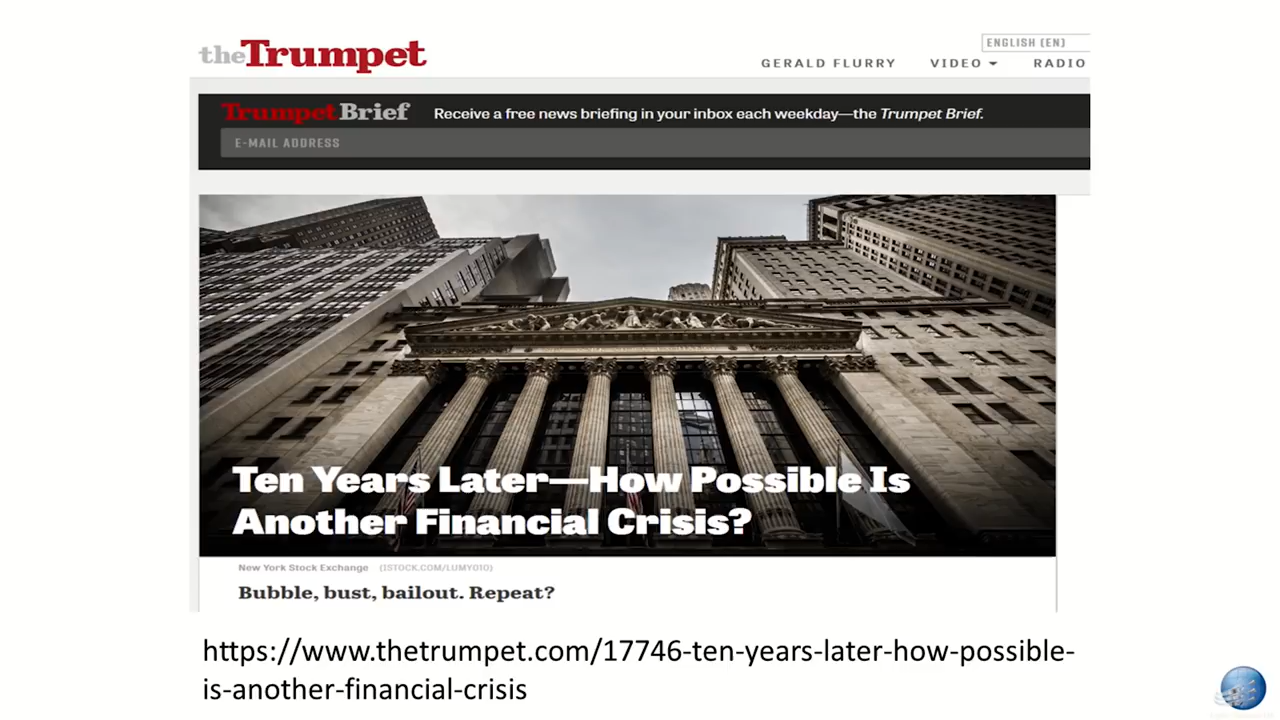 theTrumpet
ENGLISH (EN)
GERALD FLURRY VIDEO RADIO
TrumpetBrief Receive a free news briefing in your inbox each weekday—the Trumpet Brief.
E-MAIL ADDRESS
Ten Years Later—How Possible Is
Another Financial Crisis?
New York Stock Exchange (ISTOCK.COM/LUMYO10)
Bubble, bust, bailout. Repeat?
https://www.thetrumpet.com/17746-ten-years-later-how-possible-
is-another-financial-crisis